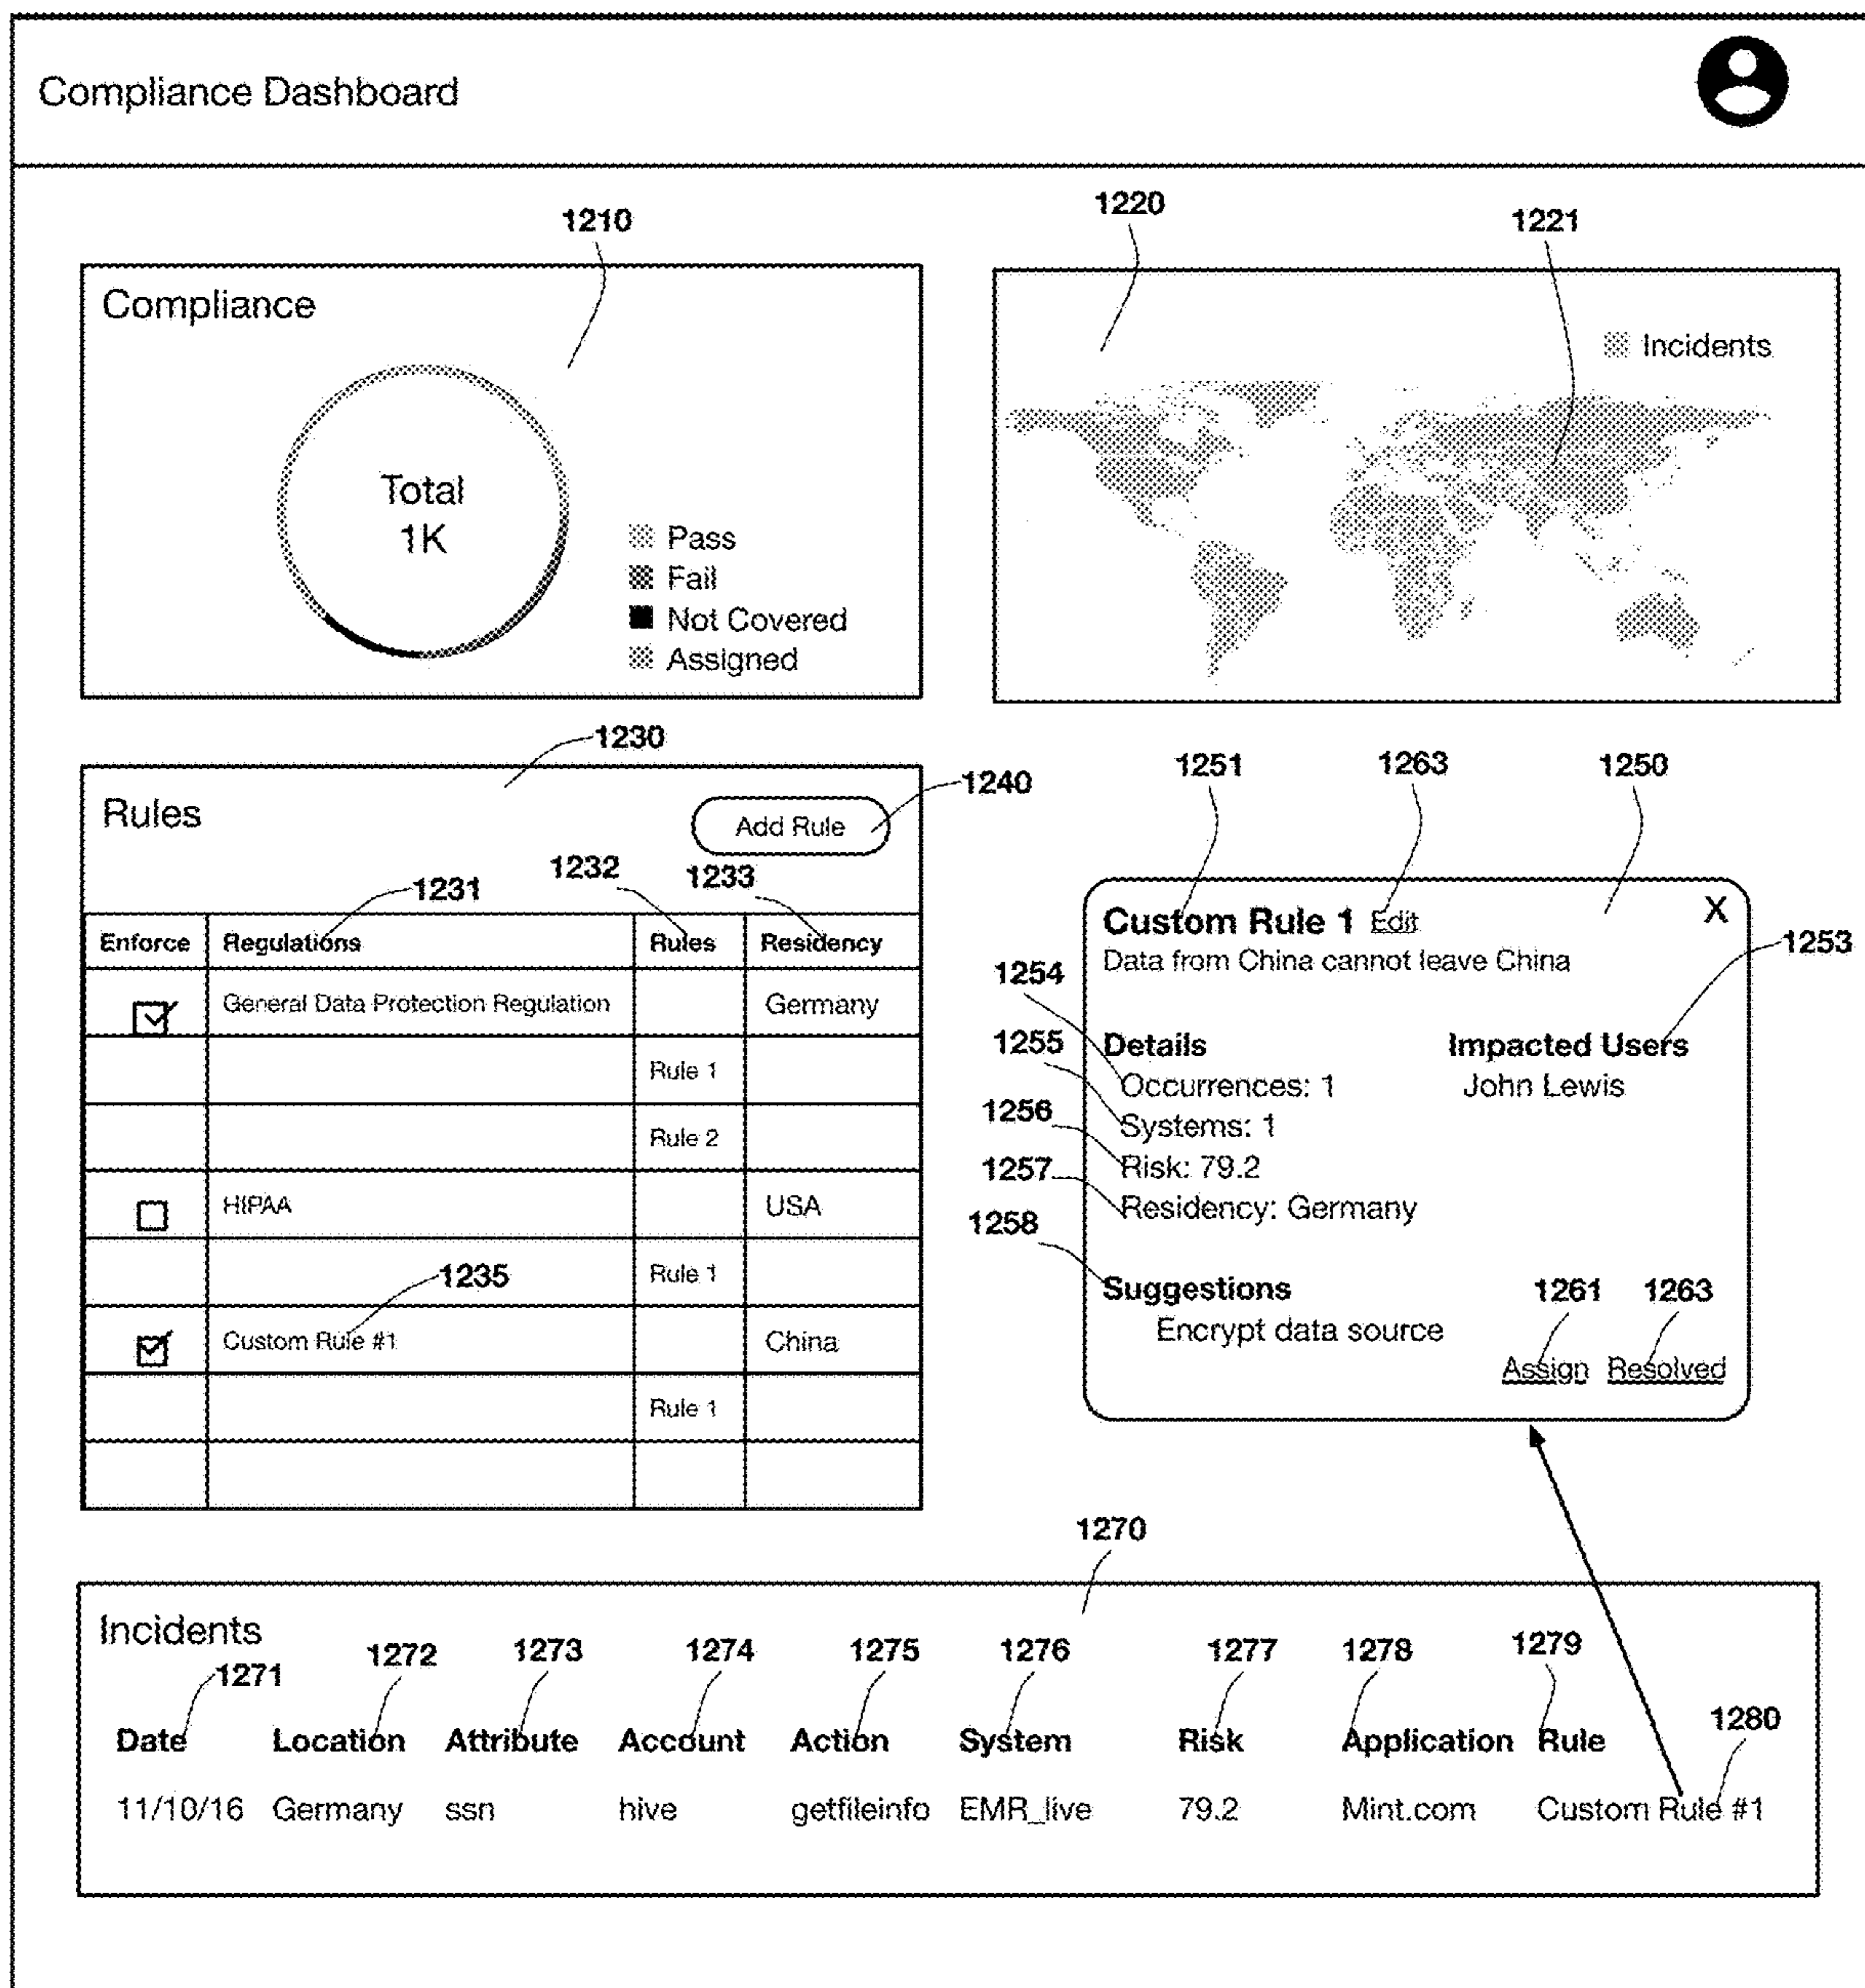 Compliance Dashboard
1210
1220
1221
Compliance
Total
1K
Pass
Fail
Not Covered
Assigned
Incidents
1230
1240
Rules
Add Rule
1231
1232
1233
Enforce Regulations Rules Residency
General Data Protection Regulation Germany
Rule 1
Rule 2
HIPAA USA
Rule 1
1235
Custom Rule #1 China
Rule 1
1251
1263
1250
Custom Rule 1 Edit X
Data from China cannot leave China
1253
1254
1255
1256
1257
1258
Details
Occurrences: 1
Systems: 1
Risk: 79.2
Residency: Germany
Impacted Users
John Lewis
Suggestions
Encrypt data source
1261
1263
Assign Resolved
1270
Incidents
1271
1272
1273
1274
1275
1276
1277
1278
1279
1280
Date Location Attribute Account Action System Risk Application Rule
11/10/16 Germany ssn hive getfileinfo EMR_live 79.2 Mint.com Custom Rule #1